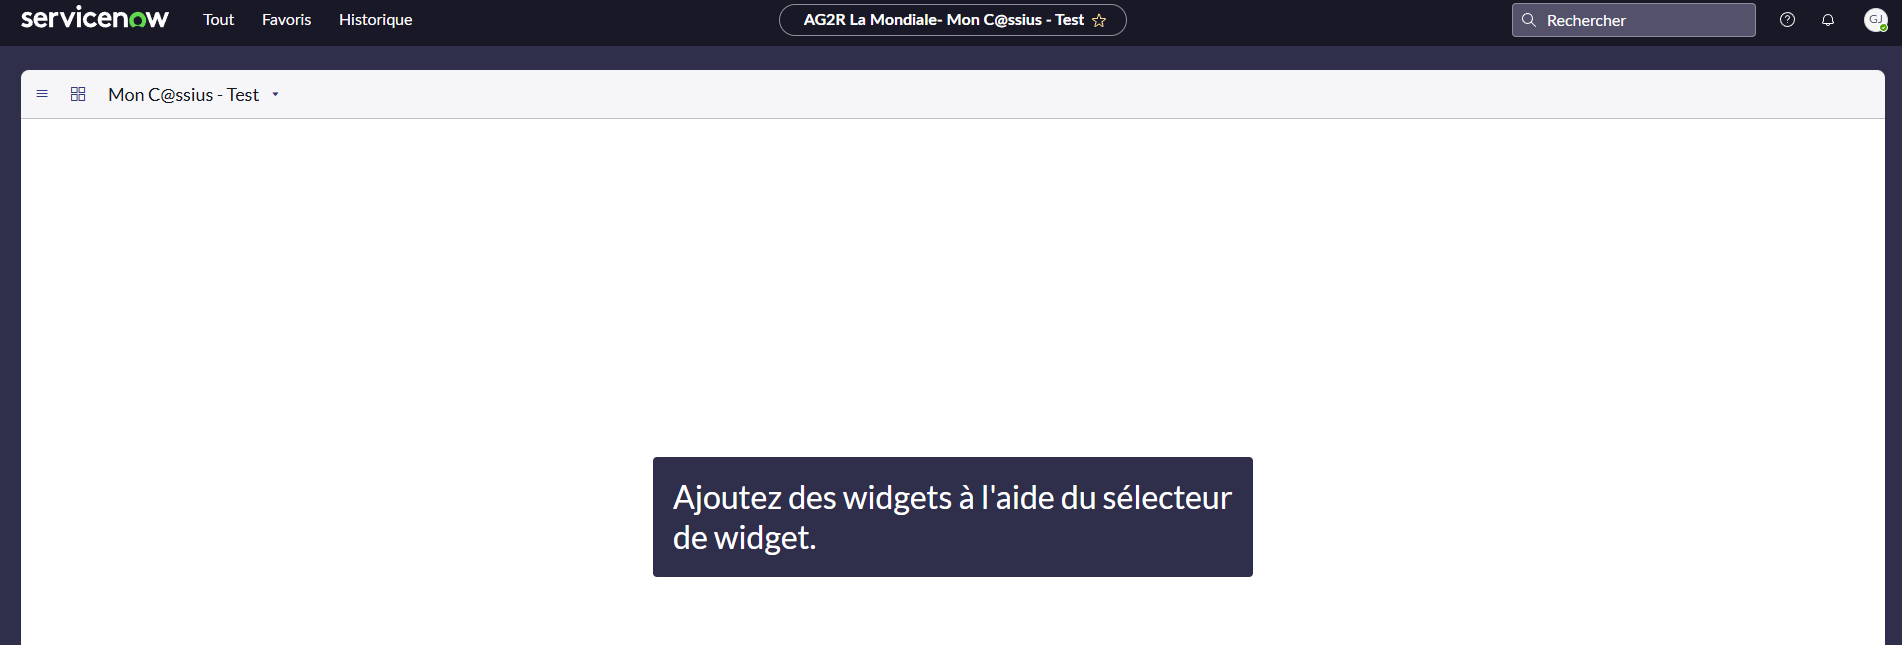 servicenow
Tout
Favoris
Historique
AG2R La Mondiale- Mon C@ssius - Test
Rechercher
GJ
Mon C@ssius - Test
Ajoutez des widgets à l'aide du sélecteur
de widget.